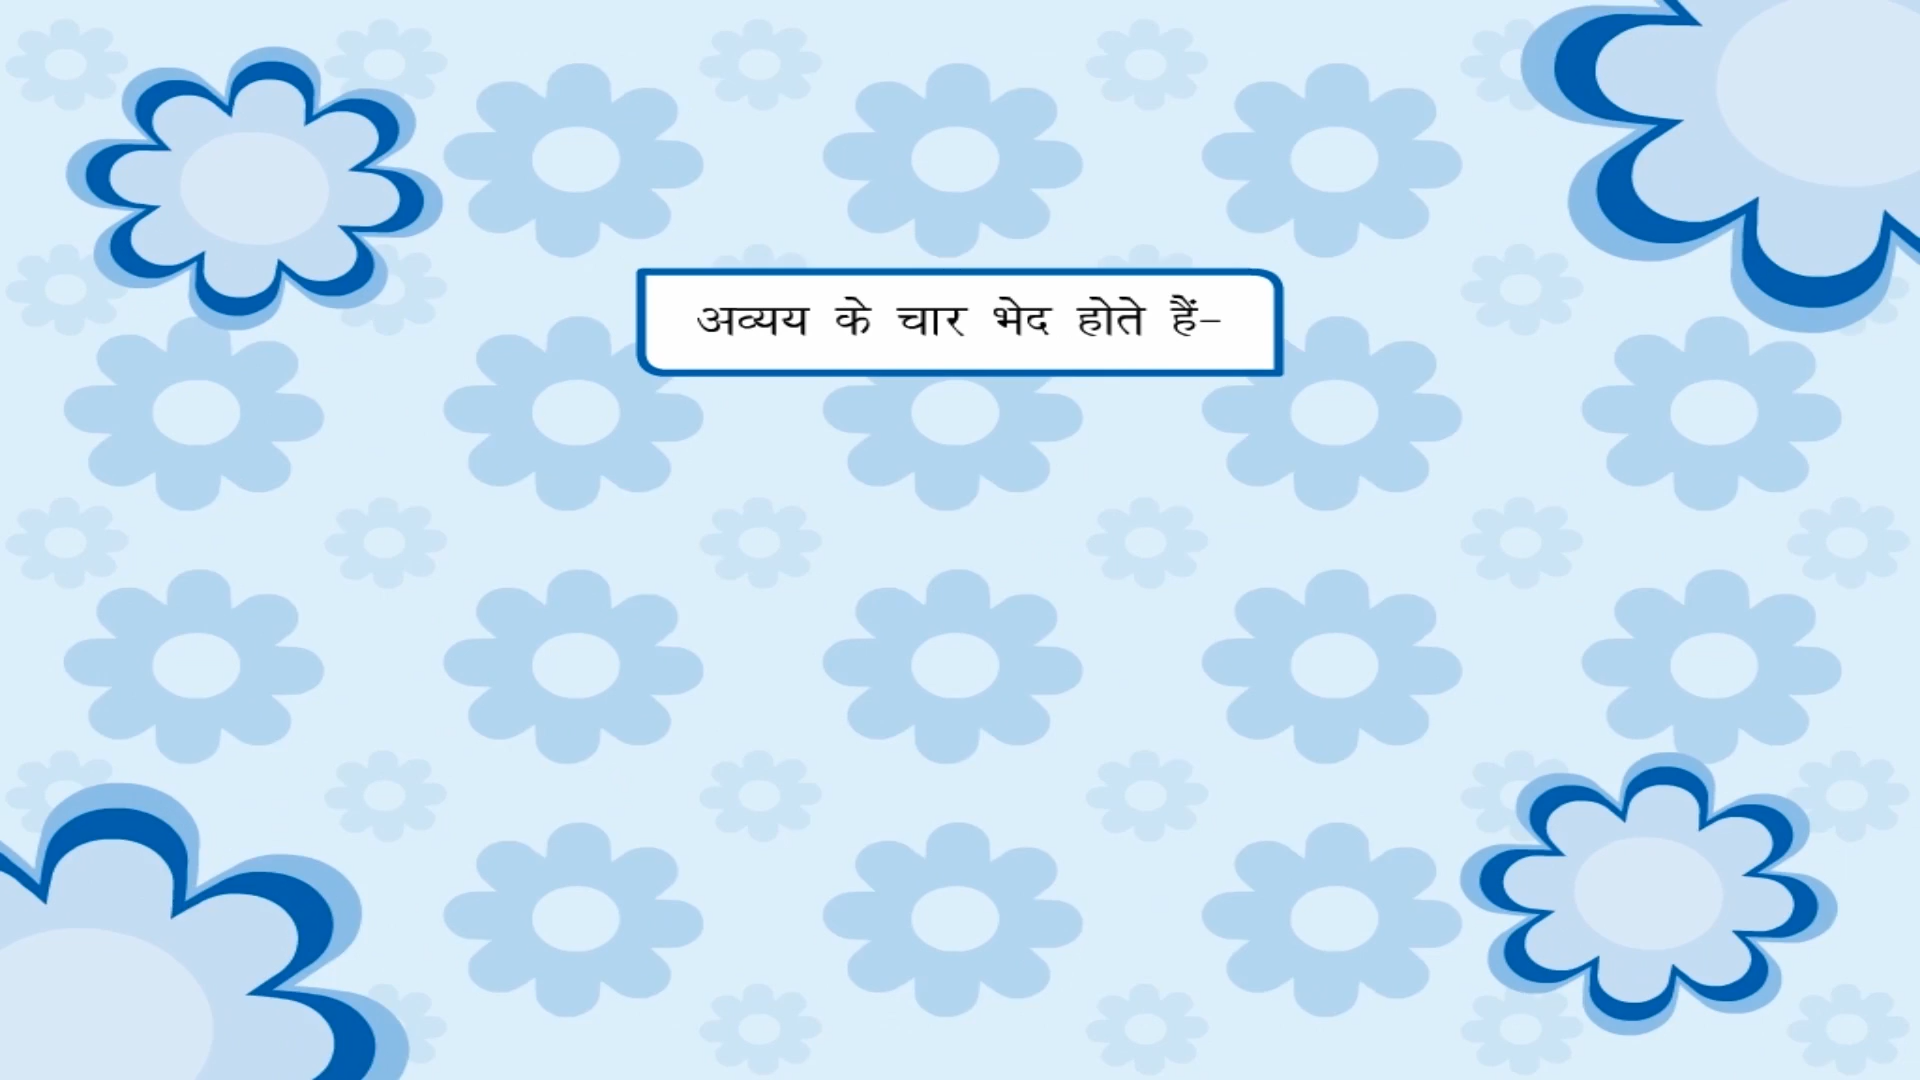 अव्यय के चार भेद होते हैं-